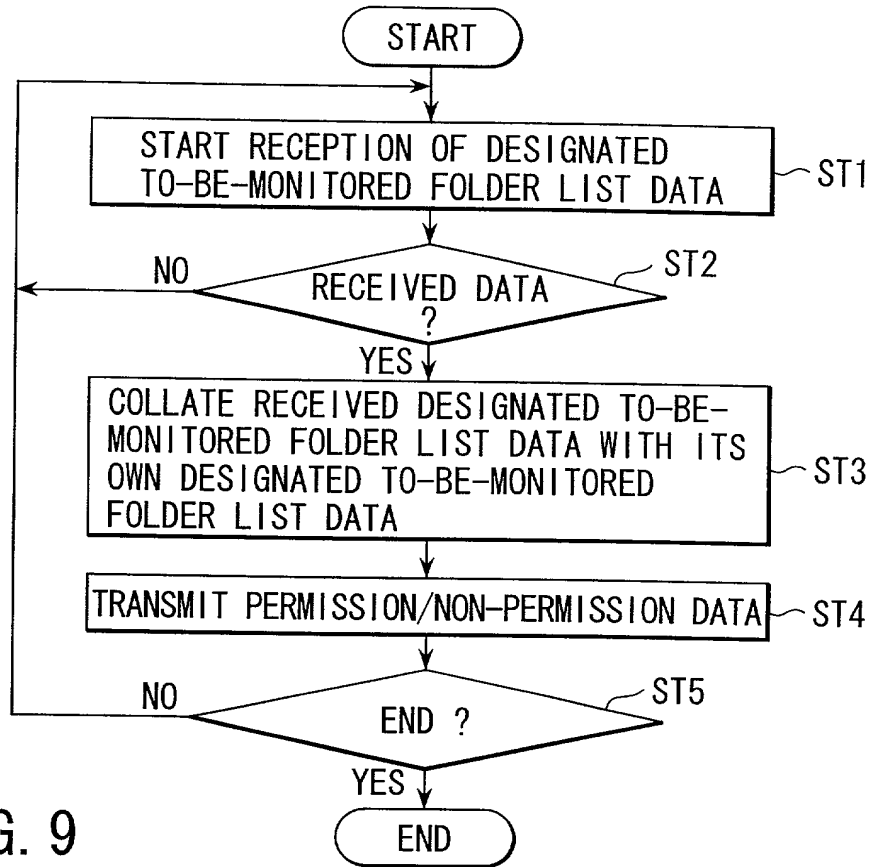 START
START RECEPTION OF DESIGNATED
TO-BE-MONITORED FOLDER LIST DATA
ST1
NO
RECEIVED DATA
?
ST2
YES
COLLATE RECEIVED DESIGNATED TO-BE-
MONITORED FOLDER LIST DATA WITH ITS
OWN DESIGNATED TO-BE-MONITORED
FOLDER LIST DATA
ST3
TRANSMIT PERMISSION/NON-PERMISSION DATA
ST4
NO
END ?
ST5
YES
END
G. 9